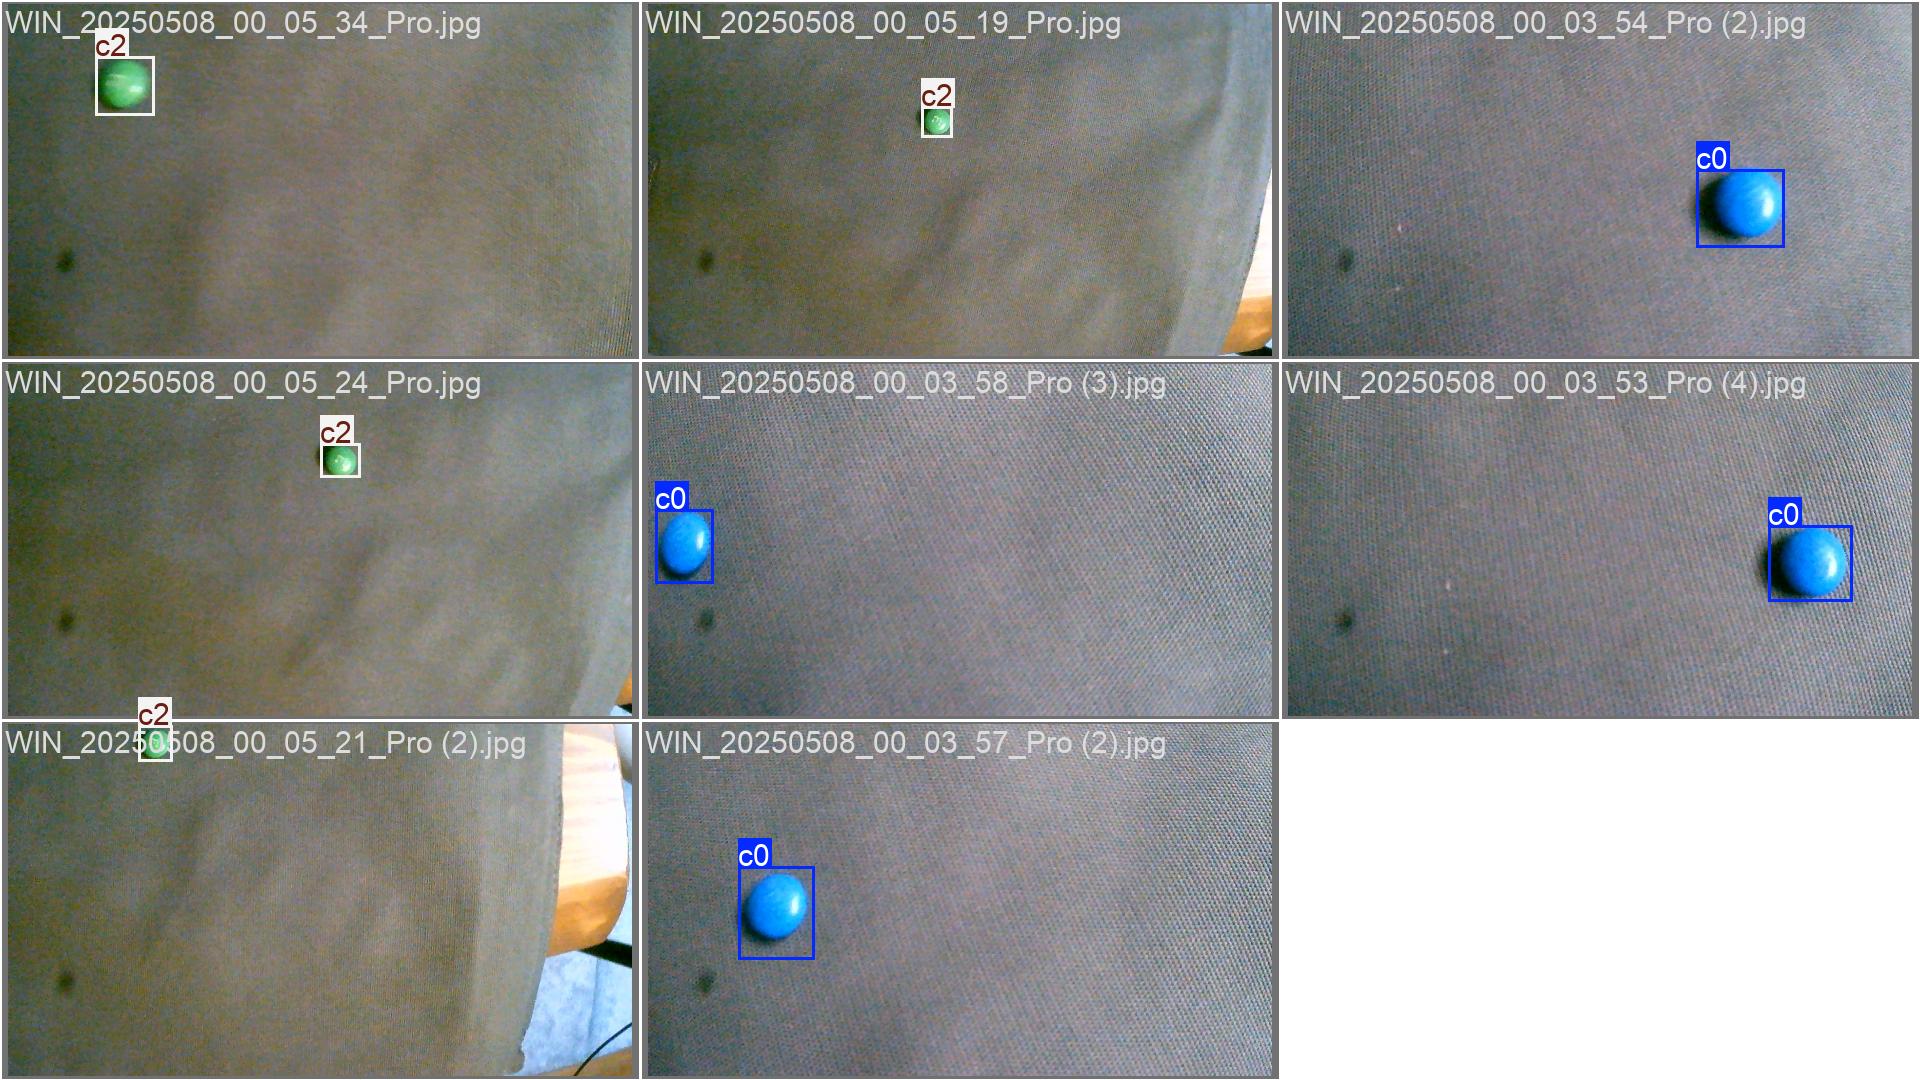 WIN_20250508_00_05_34_Pro.jpg
c2
WIN_20250508_00_05_19_Pro.jpg
c2
WIN_20250508_00_03_54_Pro (2).jpg
c0
WIN_20250508_00_05_24_Pro.jpg
c2
WIN_20250508_00_03_58_Pro (3).jpg
c0
WIN_20250508_00_03_53_Pro (4).jpg
c0
c2
WIN_20250508_00_05_21_Pro (2).jpg
WIN_20250508_00_03_57_Pro (2).jpg
c0